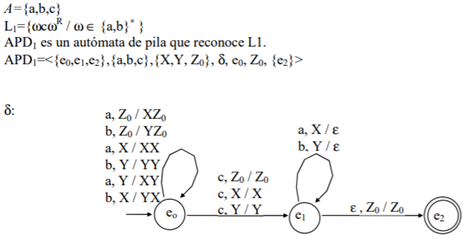 A={a,b,c}
L₁={ωcωᴿ / ω ∈ {a,b}* }
APD₁ es un autómata de pila que reconoce L1.
APD₁=<{e₀,e₁,e₂},{a,b,c},{X,Y, Z₀}, δ, e₀, Z₀, {e₂}>
δ:
a, Z₀ / XZ₀
b, Z₀ / YZ₀
a, X / XX
b, Y / YY
a, Y / XY
b, X / YX
e₀
c, Z₀ / Z₀
c, X / X
c, Y / Y
a, X / ε
b, Y / ε
e₁
ε , Z₀ / Z₀
e₂